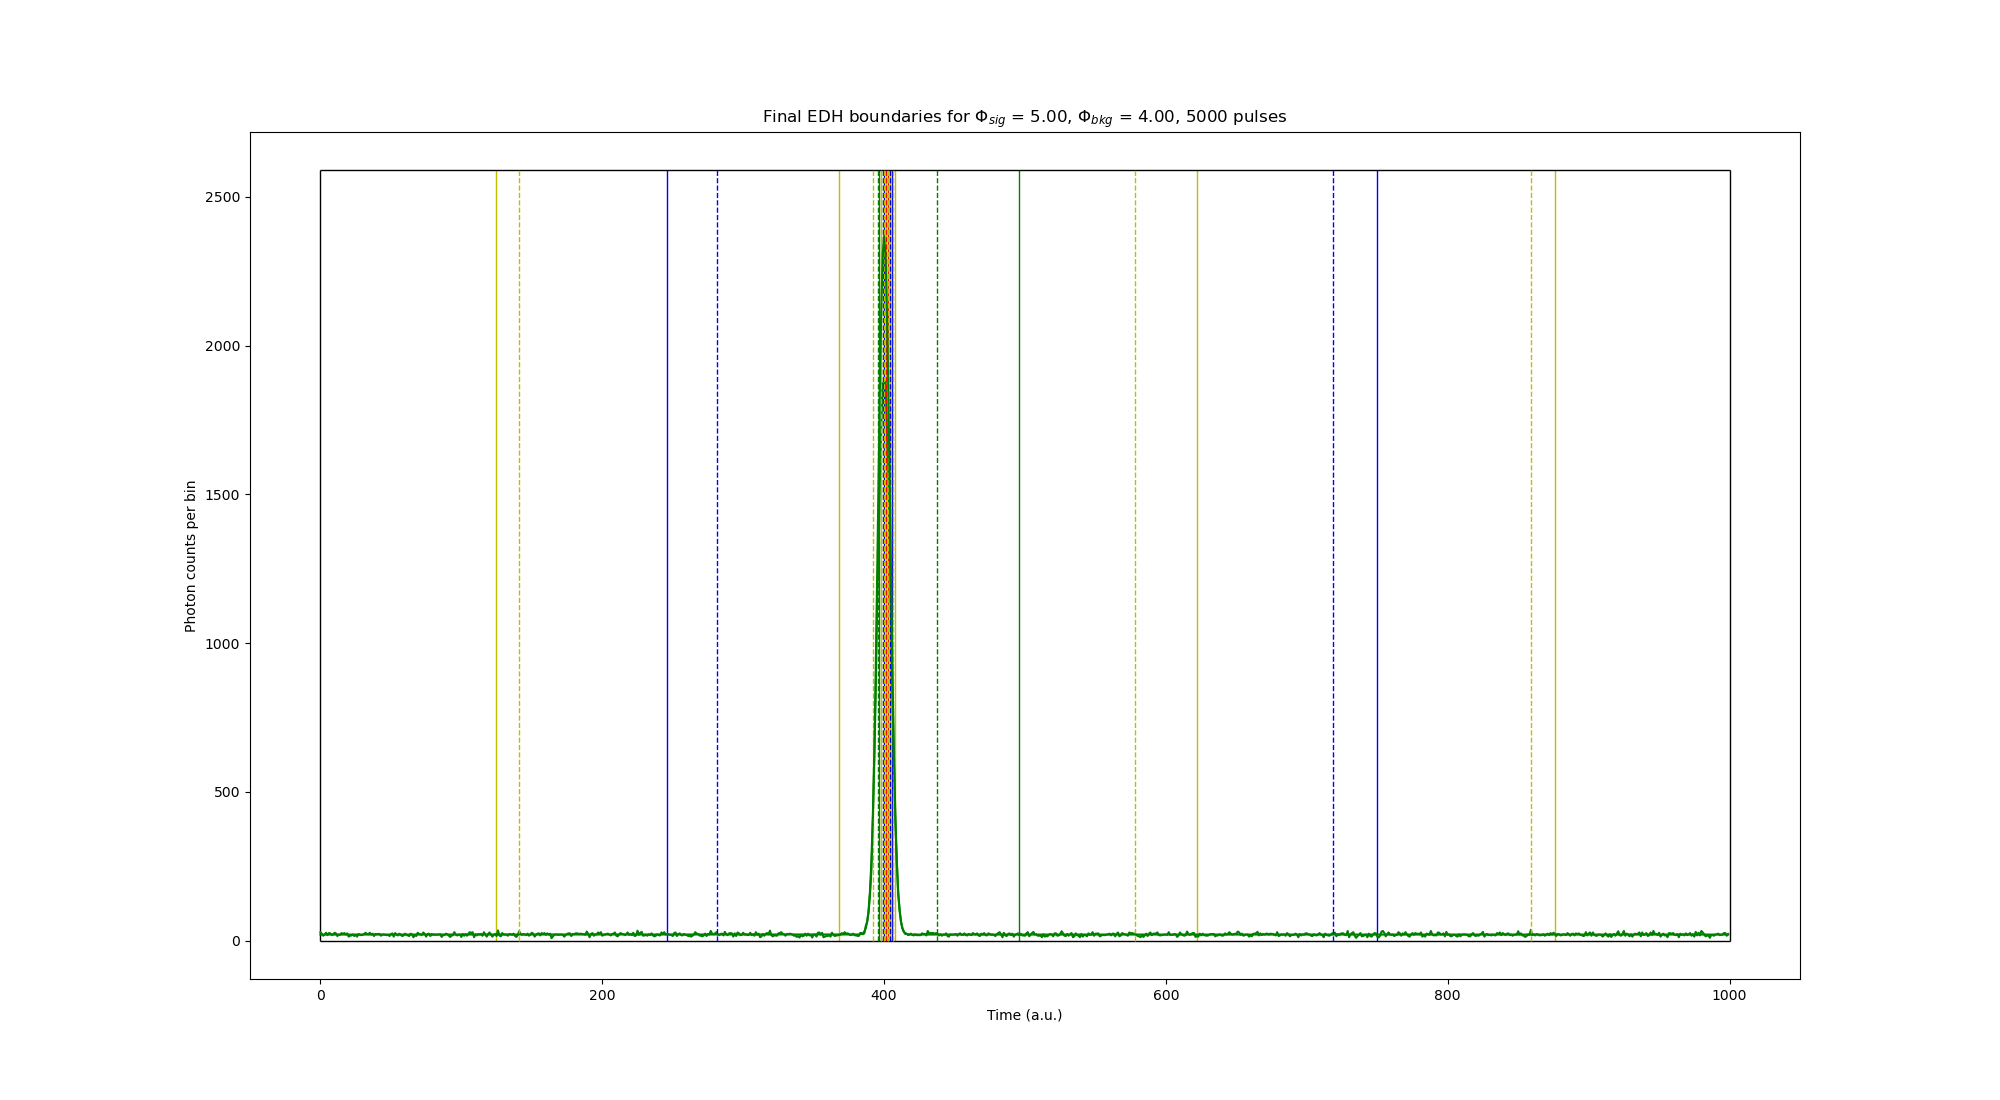 Final EDH boundaries for Φsig = 5.00, Φbkg = 4.00, 5000 pulses
Photon counts per bin
2500
2000
1500
1000
500
0
0 200 400 600 800 1000
Time (a.u.)